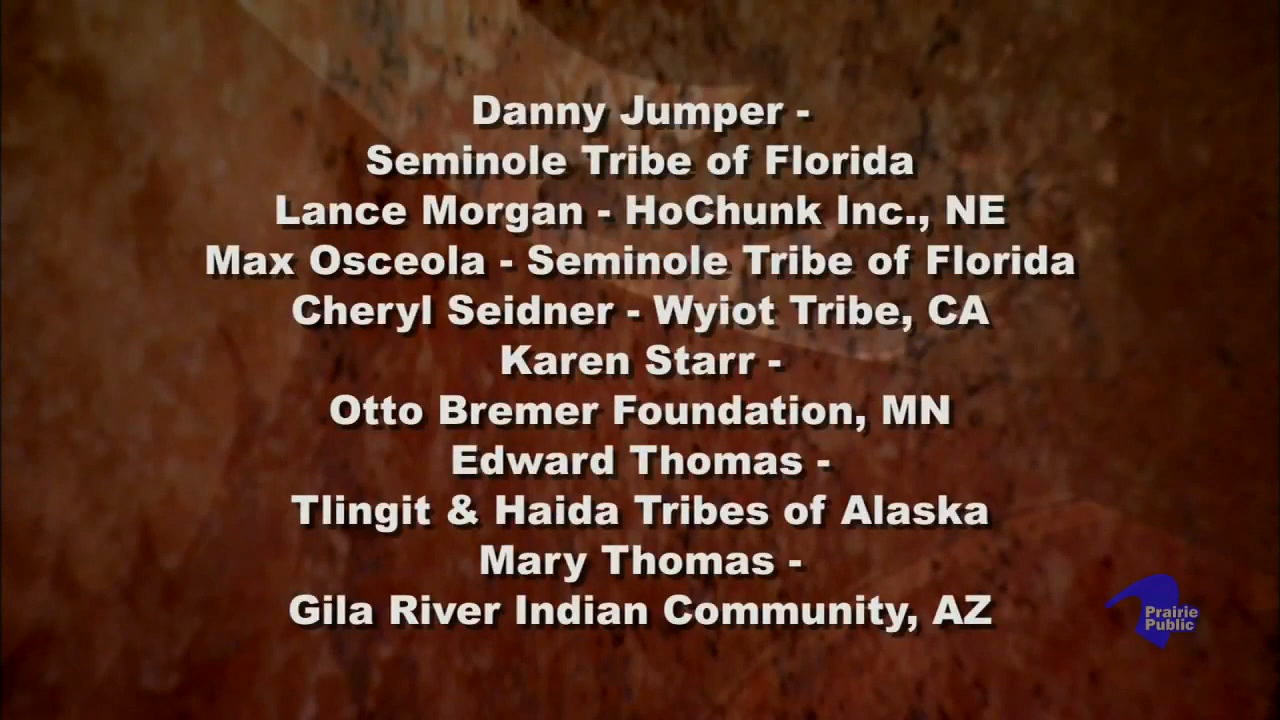 Danny Jumper -
Seminole Tribe of Florida
Lance Morgan - HoChunk Inc., NE
Max Osceola - Seminole Tribe of Florida
Cheryl Seidner - Wyiot Tribe, CA
Karen Starr -
Otto Bremer Foundation, MN
Edward Thomas -
Tlingit & Haida Tribes of Alaska
Mary Thomas -
Gila River Indian Community, AZ
Prairie
Public